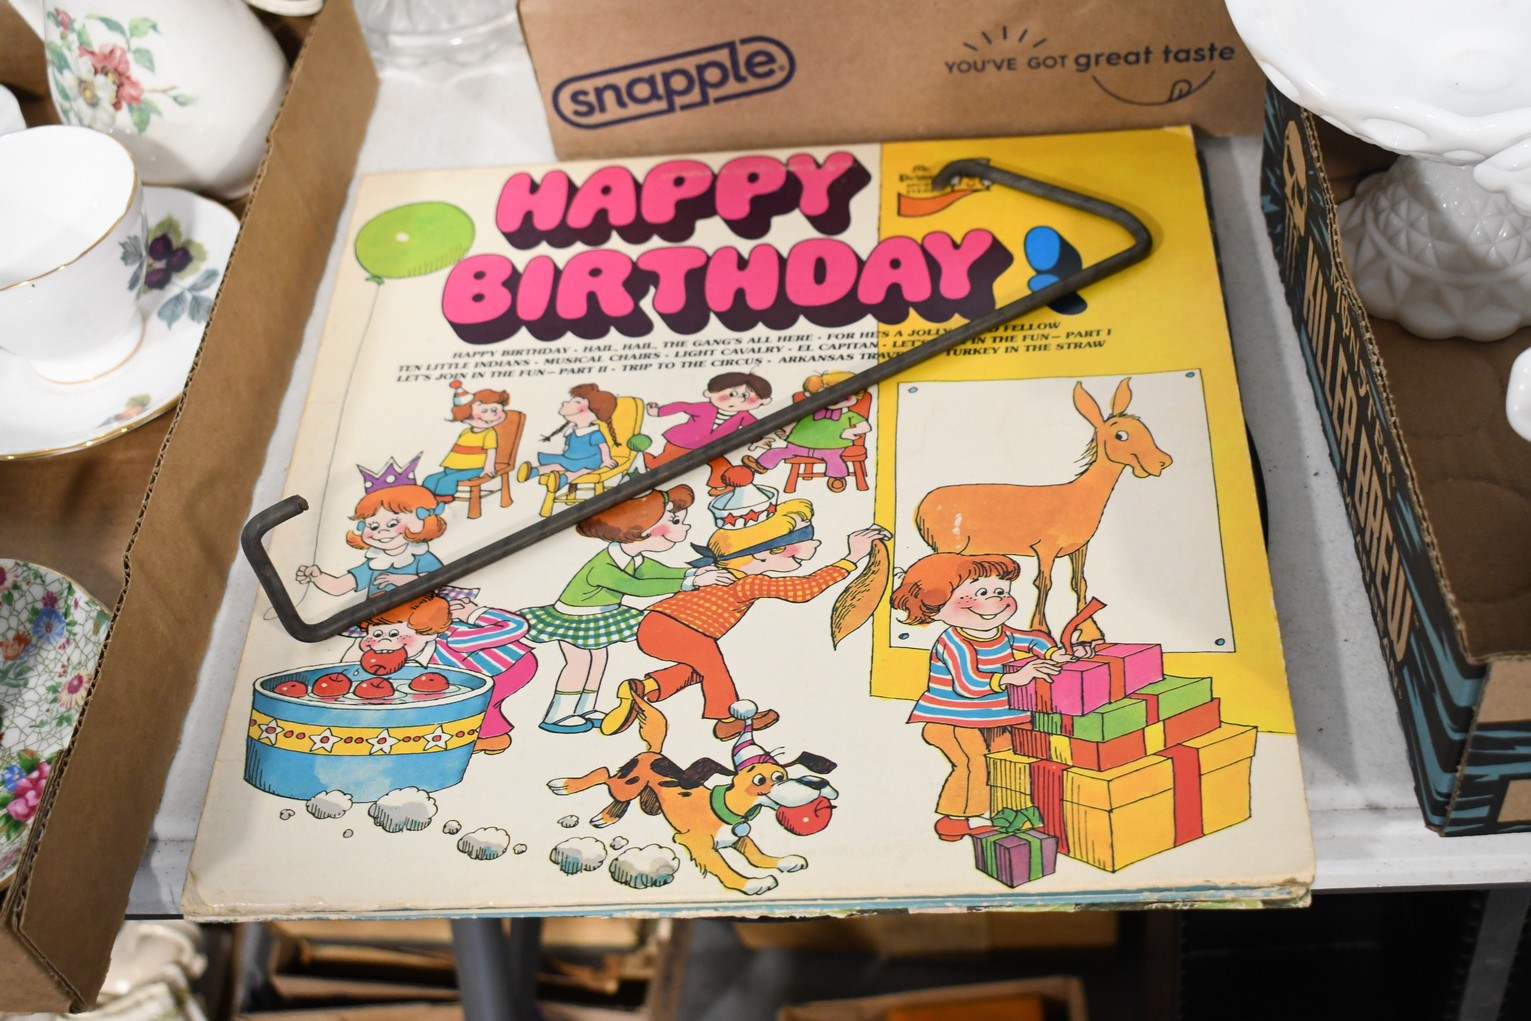 snapple
YOU'VE GOT great taste
HAPPY
BIRTHDAY!
HAPPY BIRTHDAY · HAIL, HAIL, THE GANG'S ALL HERE · FOR HE'S A JOLLY FELLOW
TEN LITTLE INDIANS · MUSICAL CHAIRS · LIGHT CAVALRY · EL CAPITAN · IN THE FUN—PART I
LET'S JOIN IN THE FUN—PART II · TRIP TO THE CIRCUS · ARKANSAS TURKEY IN THE STRAW